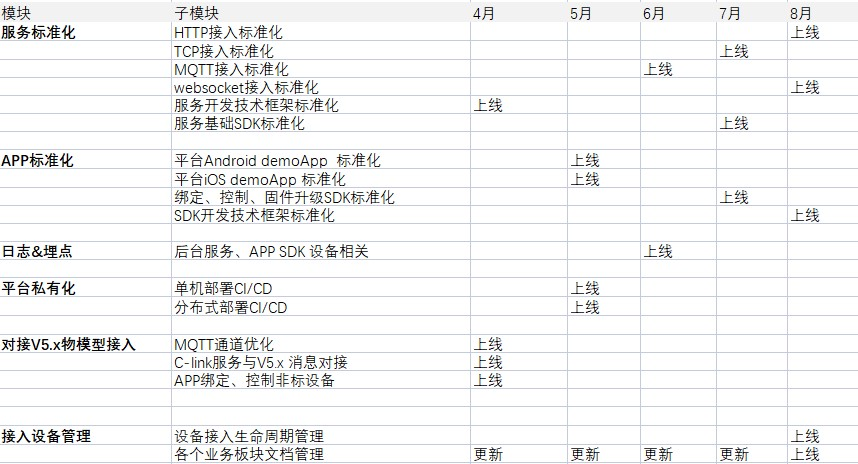 模块 子模块 4月 5月 6月 7月 8月
服务标准化 HTTP接入标准化 上线
TCP接入标准化 上线
MQTT接入标准化 上线
websocket接入标准化 上线
服务开发技术框架标准化 上线
服务基础SDK标准化 上线
APP标准化 平台Android demoApp 标准化 上线
平台iOS demoApp 标准化 上线
绑定、控制、固件升级SDK标准化 上线
SDK开发技术框架标准化 上线
日志&埋点 后台服务、APP SDK 设备相关 上线
平台私有化 单机部署CI/CD 上线
分布式部署CI/CD 上线
对接V5.x物模型接入 MQTT通道优化 上线
C-link服务与V5.x 消息对接 上线
APP绑定、控制非标设备 上线
接入设备管理 设备接入生命周期管理 上线
各个业务板块文档管理 更新 更新 更新 更新 上线